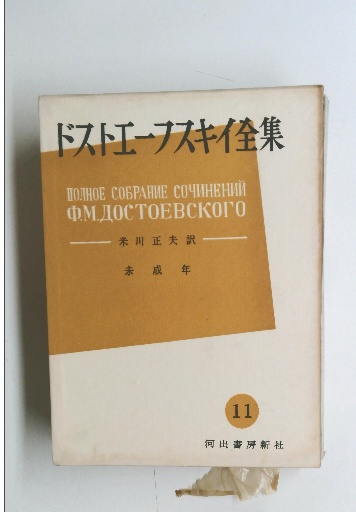 ドストエーフスキイ全集
ПОЛНОЕ СОБРАНИЕ СОЧИНЕНИЙ
Ф.М.ДОСТОЕВСКОГО
米川正夫訳
未成年
11
河出書房新社